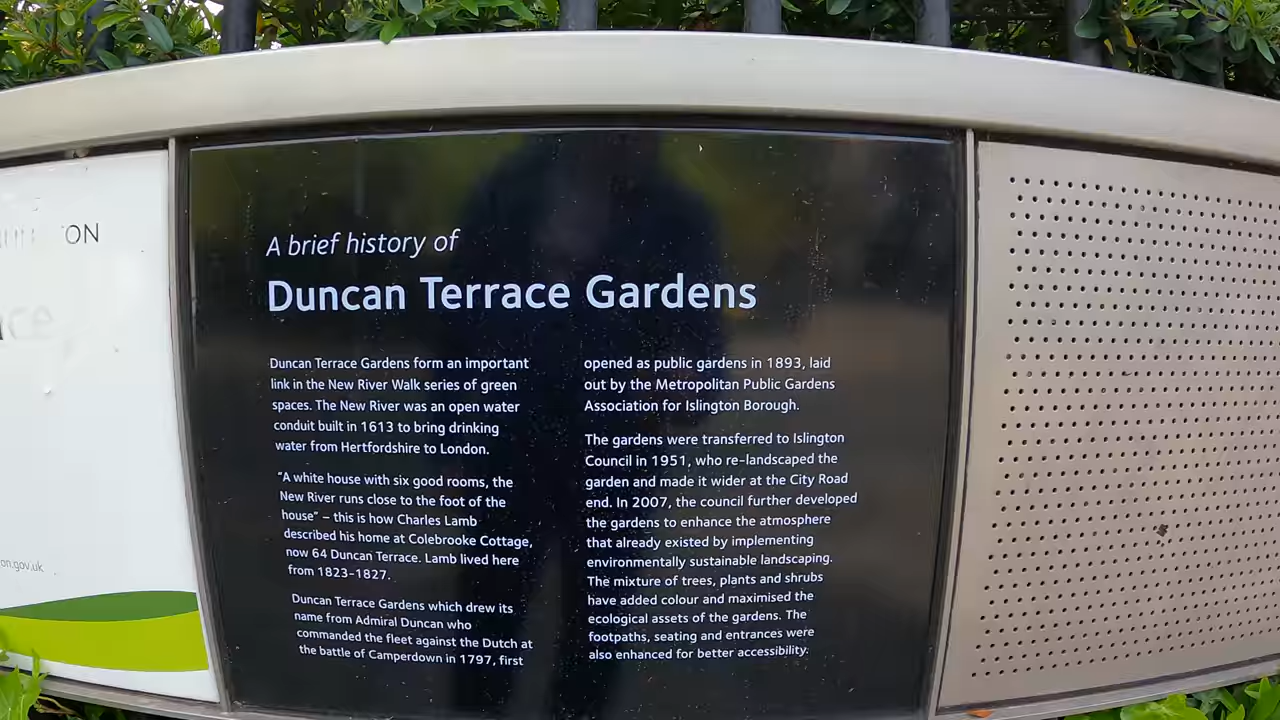 ON
ce
on.gov.uk
A brief history of
Duncan Terrace Gardens
Duncan Terrace Gardens form an important
link in the New River Walk series of green
spaces. The New River was an open water
conduit built in 1613 to bring drinking
water from Hertfordshire to London.
“A white house with six good rooms, the
New River runs close to the foot of the
house” – this is how Charles Lamb
described his home at Colebrooke Cottage,
now 64 Duncan Terrace. Lamb lived here
from 1823-1827.
Duncan Terrace Gardens which drew its
name from Admiral Duncan who
commanded the fleet against the Dutch at
the battle of Camperdown in 1797, first
opened as public gardens in 1893, laid
out by the Metropolitan Public Gardens
Association for Islington Borough.
The gardens were transferred to Islington
Council in 1951, who re-landscaped the
garden and made it wider at the City Road
end. In 2007, the council further developed
the gardens to enhance the atmosphere
that already existed by implementing
environmentally sustainable landscaping.
The mixture of trees, plants and shrubs
have added colour and maximised the
ecological assets of the gardens. The
footpaths, seating and entrances were
also enhanced for better accessibility.